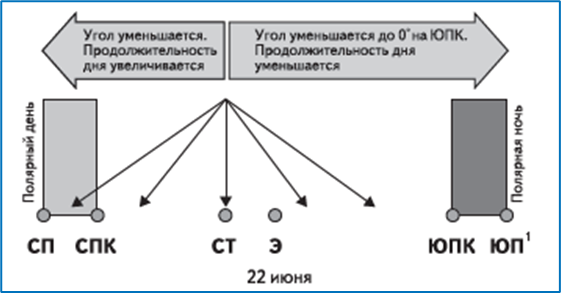 Угол уменьшается.
Продолжительность
дня увеличивается
Угол уменьшается до 0° на ЮПК.
Продолжительность дня
уменьшается
Полярный день
Полярная ночь
СП СПК СТ Э ЮПК ЮП¹
22 июня